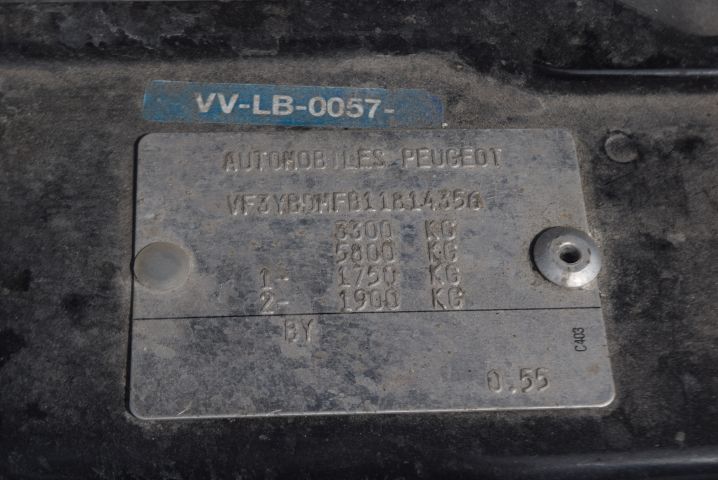 VV-LB-0057-
AUTOMOBILES PEUGEOT
VF3YB9MFB11814350
3300 KG
5800 KG
1- 1750 KG
2- 1900 KG
BY
C403
0.55